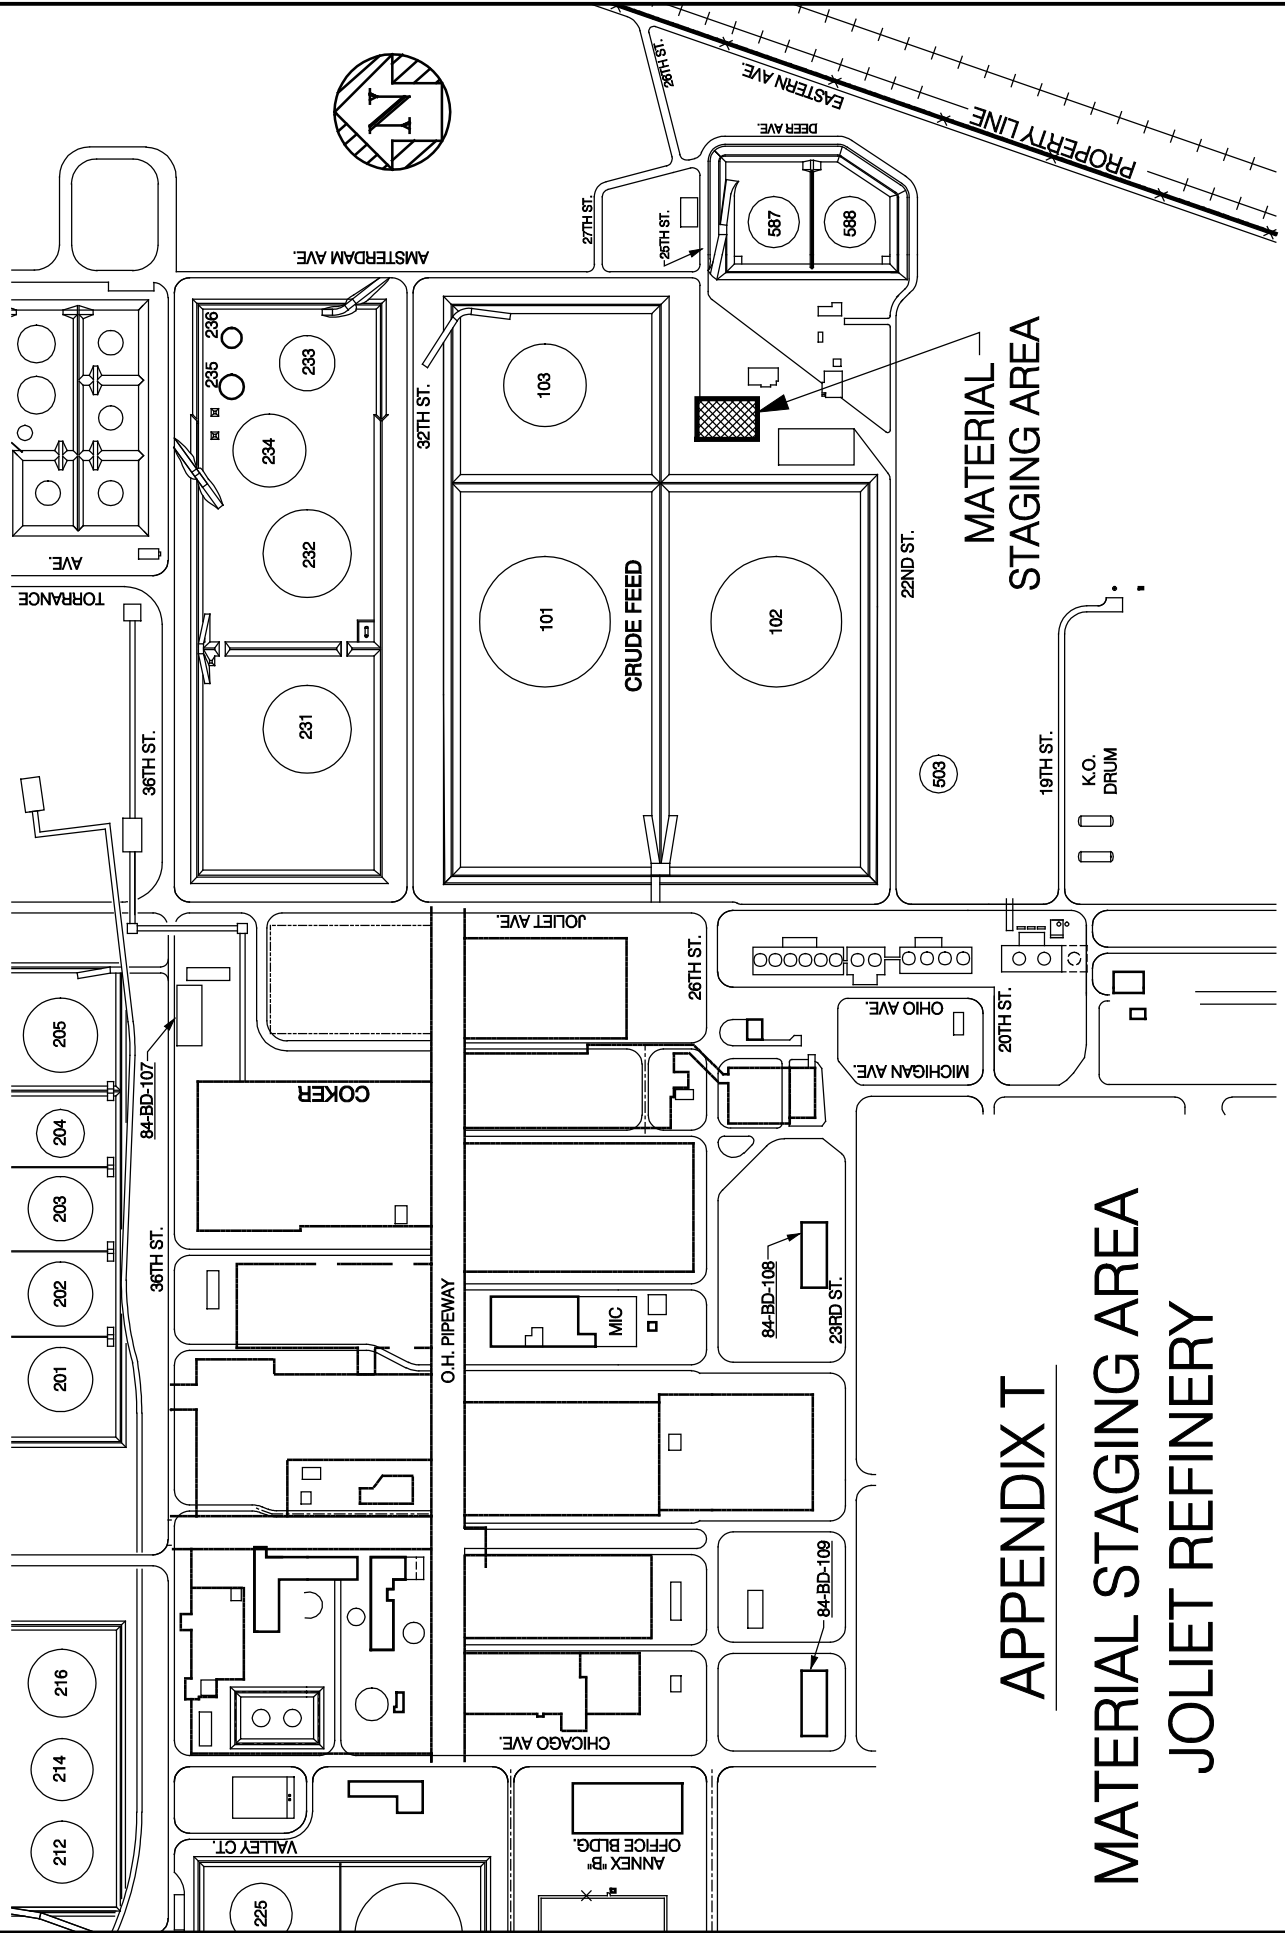 APPENDIX T
MATERIAL STAGING AREA
JOLIET REFINERY
MATERIAL
STAGING AREA
N
PROPERTY LINE
EASTERN AVE.
DEER AVE.
26TH ST.
27TH ST.
25TH ST.
587
588
AMSTERDAM AVE.
236
235
233
234
232
231
32TH ST.
103
101
CRUDE FEED
102
22ND ST.
TORRANCE
AVE.
36TH ST.
503
19TH ST.
K.O.
DRUM
JOLIET AVE.
26TH ST.
OHIO AVE.
MICHIGAN AVE.
20TH ST.
205
204
203
202
201
84-BD-107
36TH ST.
COKER
O.H. PIPEWAY
MIC
84-BD-108
23RD ST.
84-BD-109
216
214
212
CHICAGO AVE.
VALLEY CT.
225
OFFICE BLDG.
ANNEX "B"